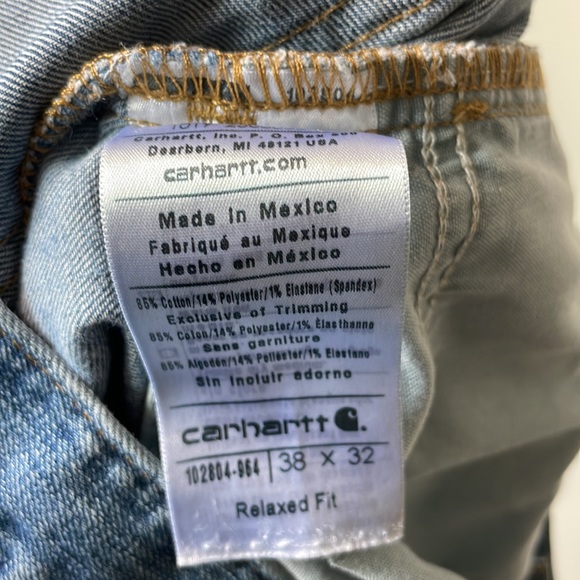 102804
Carhartt, Inc. P. O. Box
Dearborn, MI 48121 USA
carhartt.com
Made in Mexico
Fabriqué au Mexique
Hecho en México
85% Cotton/14% Polyester/1% Elastane (Spandex)
Exclusive of Trimming
85% Coton/14% Polyester/1% Élasthanne
Sans garniture
85% Algodón/14% Poliester/1% Elastano
Sin incluir adorno
carhartt
102804-964 38 X 32
Relaxed Fit